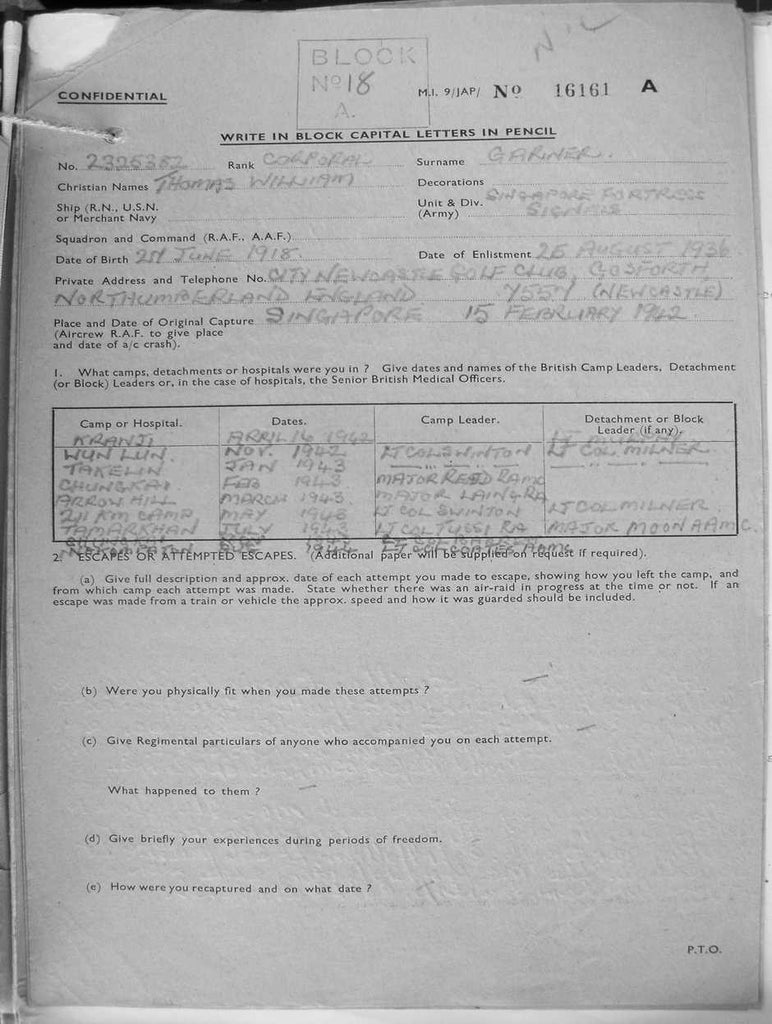 NIL
BLOCK
Nº 18
A.
CONFIDENTIAL
M.I. 9/JAP/ Nº 16161 A
WRITE IN BLOCK CAPITAL LETTERS IN PENCIL
No. 2325352 Rank CORPORAL Surname GARNER.
Christian Names THOMAS WILLIAM Decorations
Ship (R.N., U.S.N. or Merchant Navy Unit & Div. (Army) SINGAPORE FORTRESS SIGNALS
Squadron and Command (R.A.F., A.A.F.)
Date of Birth 21st JUNE 1918. Date of Enlistment 25 AUGUST 1936
Private Address and Telephone No. CITY NEWCASTLE GOLF CLUB, GOSFORTH,
NORTHUMBERLAND ENGLAND (NEWCASTLE)
Place and Date of Original Capture SINGAPORE 15 FEBRUARY 1942.
(Aircrew R.A.F. to give place
and date of a/c crash).
1. What camps, detachments or hospitals were you in ? Give dates and names of the British Camp Leaders, Detachment
(or Block) Leaders or, in the case of hospitals, the Senior British Medical Officers.
Camp or Hospital. Dates. Camp Leader. Detachment or Block Leader (if any).
KRANJI APRIL 16 1942
WUN LUN. NOV. 1942 LT COL SWINTON LT COL. MILNER.
TAKELIN JAN 1943
CHUNGKAI FEB 1943 MAJOR REED RAMC
ARROW HILL MARCH 1943. MAJOR LAING RA
211 KM CAMP MAY 1943 LT COL SWINTON LT COL MILNER.
TAMARKHAN JULY 1943 LT COL RA MAJOR MOON AAMC.
2. ESCAPES OR ATTEMPTED ESCAPES. (Additional paper will be supplied on request if required).
(a) Give full description and approx. date of each attempt you made to escape, showing how you left the camp, and
from which camp each attempt was made. State whether there was an air-raid in progress at the time or not. If an
escape was made from a train or vehicle the approx. speed and how it was guarded should be included.
(b) Were you physically fit when you made these attempts ?
(c) Give Regimental particulars of anyone who accompanied you on each attempt.
What happened to them ?
(d) Give briefly your experiences during periods of freedom.
(e) How were you recaptured and on what date ?
P.T.O.